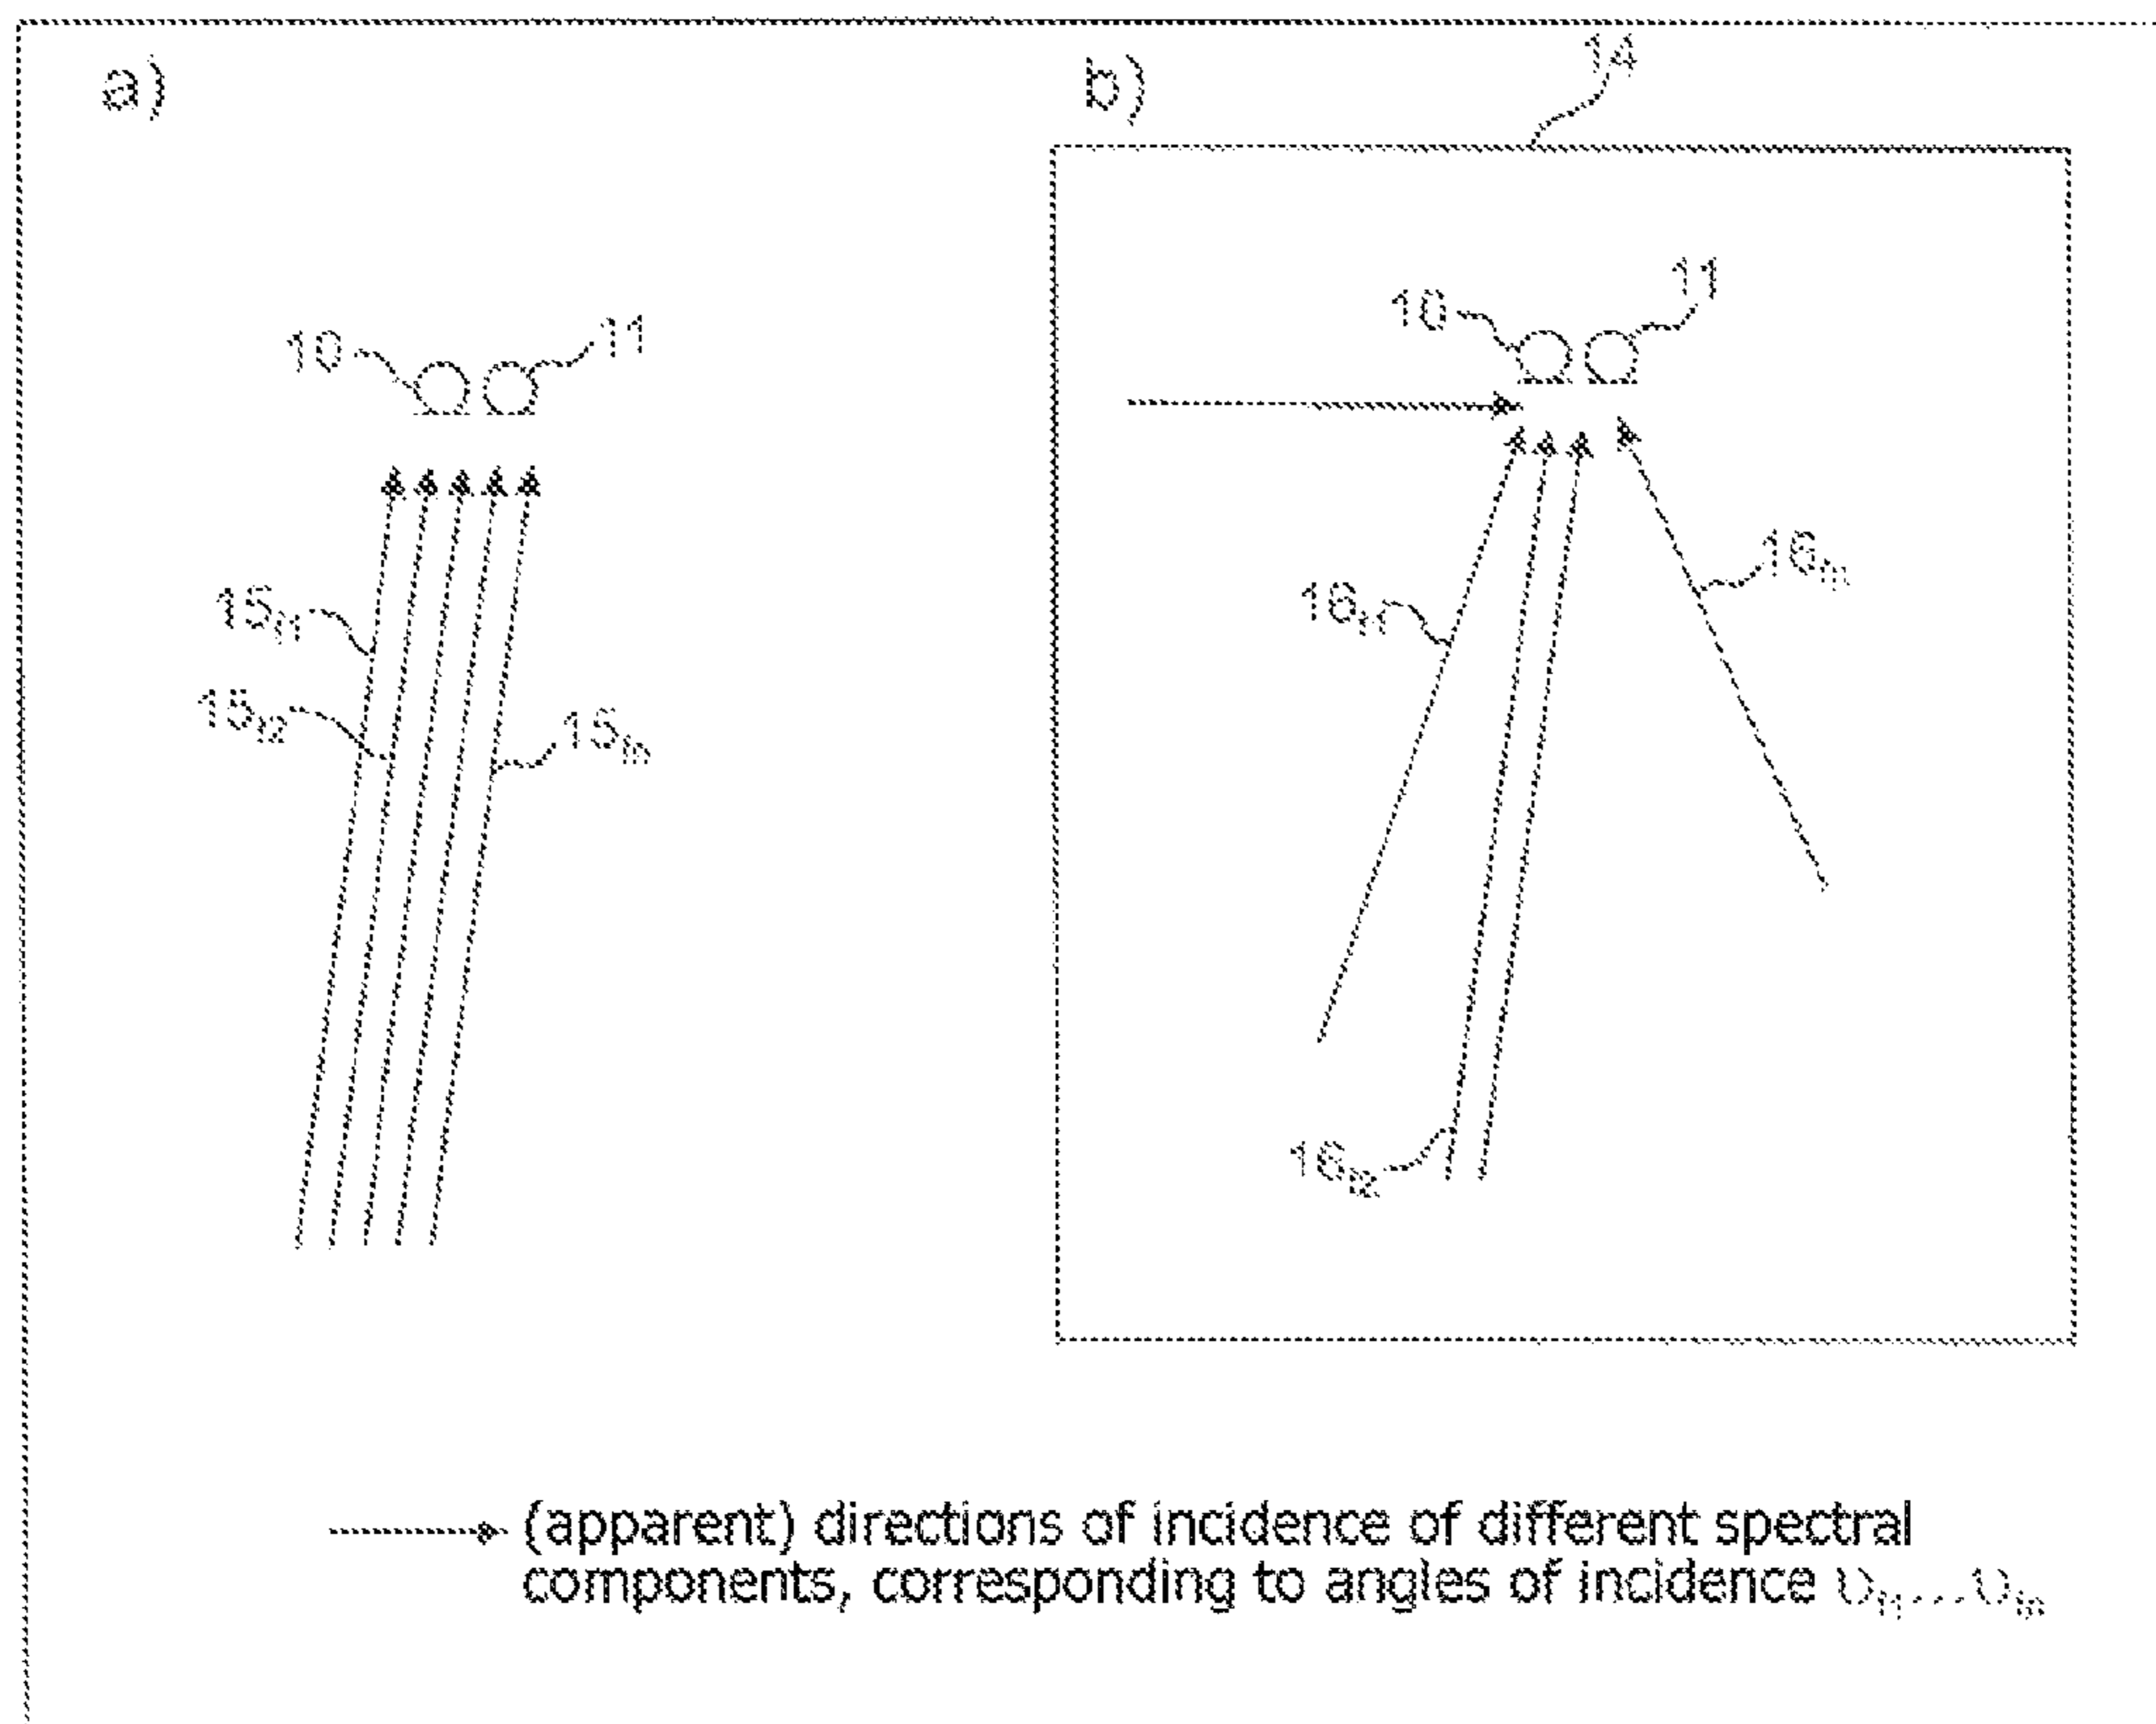 a)
b)
14
10
11
10
11
15f1
15f2
15fn
16f1
16fn
16f2
(apparent) directions of incidence of different spectral
components, corresponding to angles of incidence